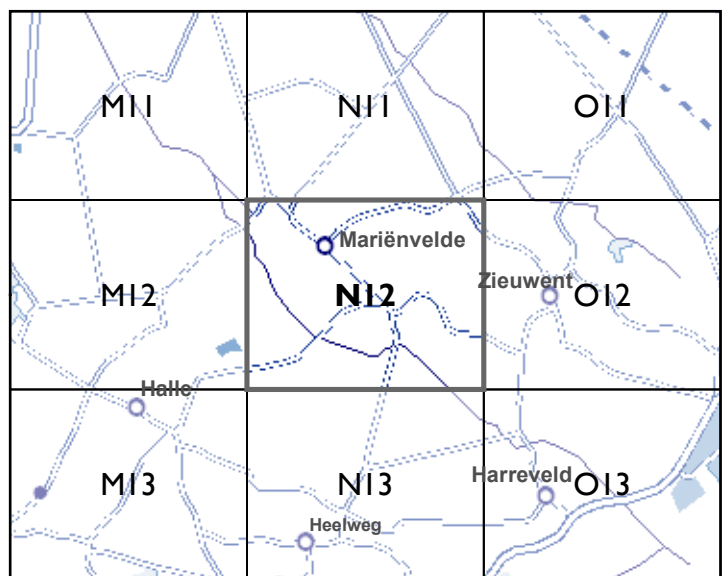 M11 N11 O11
Mariënvelde
M12 N12 Zieuwent O12
Halle
M13 N13 Harreveld O13
Heelweg